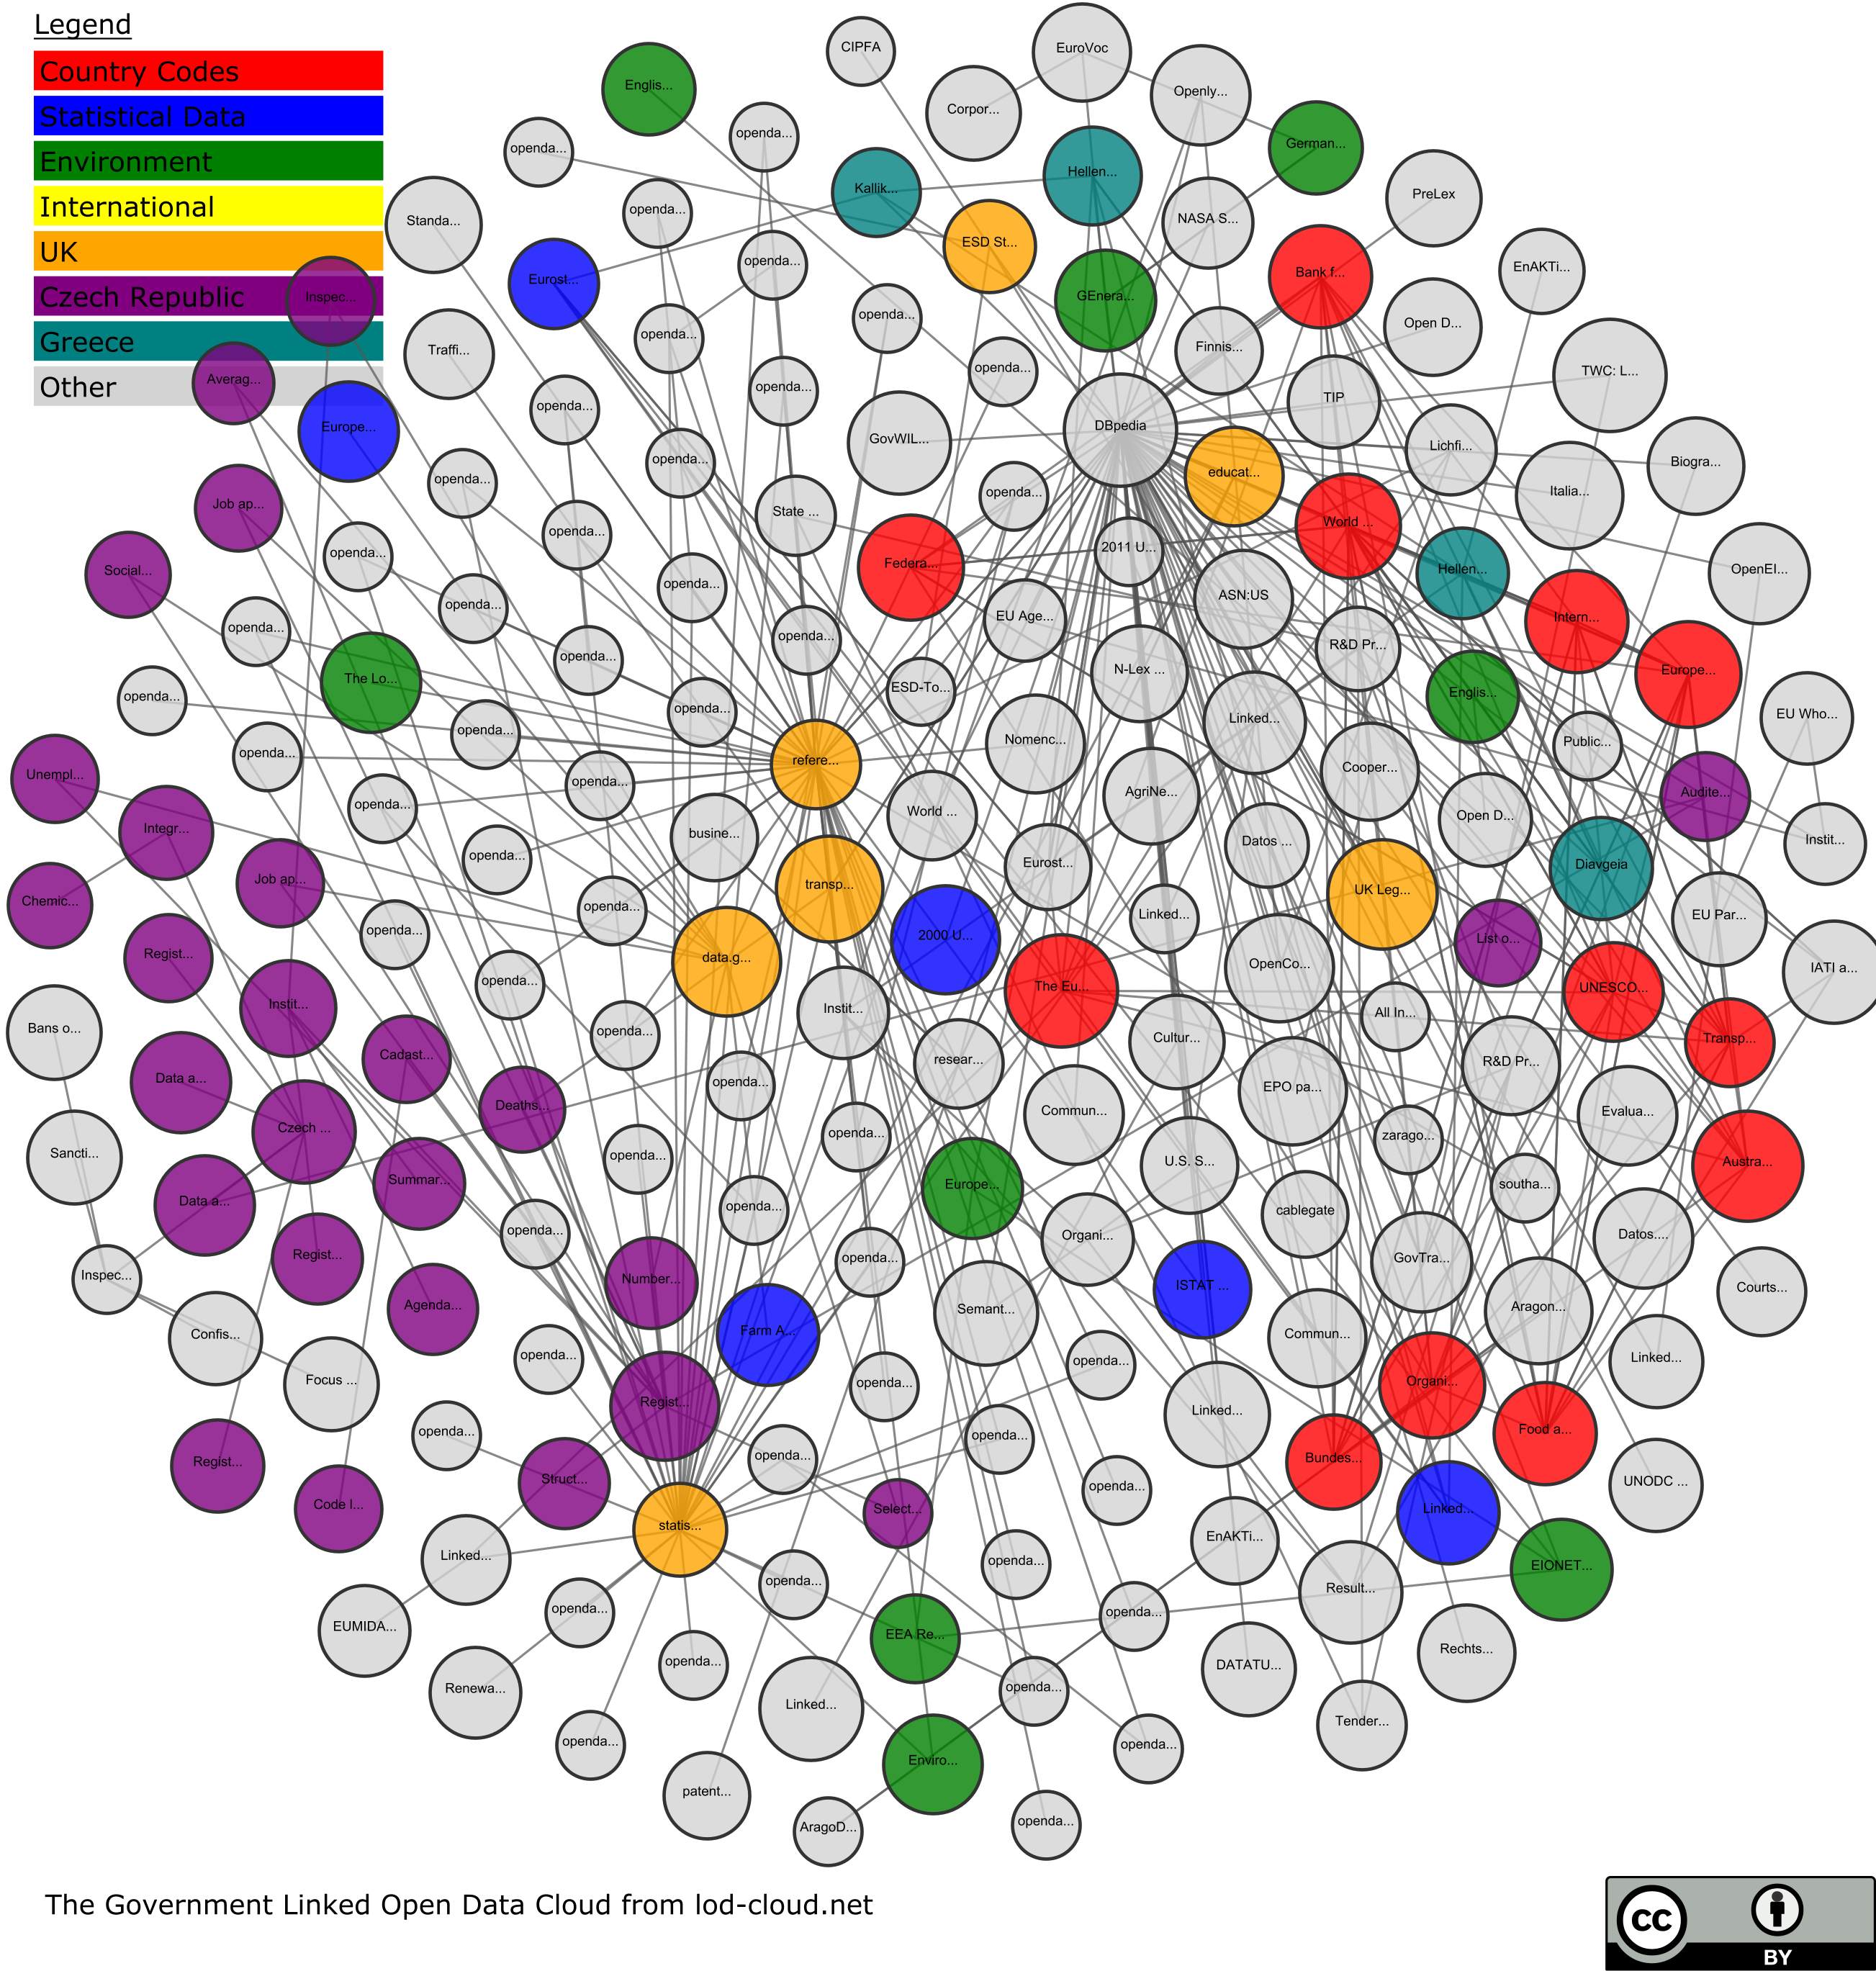 Legend
Country Codes
Statistical Data
Environment
International
UK
Czech Republic
Greece
Other
CIPFA
EuroVoc
Englis...
Openly...
Corpor...
openda...
German...
openda...
Hellen...
Kallik...
PreLex
openda...
Standa...
NASA S...
ESD St...
openda...
EnAKTi...
Bank f...
Eurost...
Inspec...
GEnera...
openda...
Open D...
openda...
Finnis...
Traffi...
openda...
TWC: L...
Averag...
openda...
TIP
openda...
Europe...
DBpedia
GovWIL...
Lichfi...
openda...
Biogra...
educat...
openda...
Italia...
openda...
Job ap...
State ...
World ...
openda...
2011 U...
openda...
Federa...
Social...
Hellen...
OpenEI...
openda...
ASN:US
openda...
EU Age...
Intern...
openda...
openda...
R&D Pr...
openda...
Europe...
N-Lex ...
The Lo...
ESD-To...
Englis...
openda...
openda...
EU Who...
Linked...
openda...
Nomenc...
Public...
openda...
refere...
Cooper...
Unempl...
openda...
Audite...
AgriNe...
openda...
World ...
Open D...
Integr...
busine...
Instit...
Datos ...
openda...
Eurost...
Diavgeia
Job ap...
transp...
UK Leg...
Chemic...
openda...
Linked...
EU Par...
openda...
2000 U...
List o...
Regist...
data.g...
OpenCo...
IATI a...
openda...
The Eu...
UNESCO...
Instit...
Instit...
All In...
Bans o...
openda...
Cultur...
Transp...
Cadast...
resear...
R&D Pr...
Data a...
openda...
EPO pa...
Deaths...
Commun...
Evalua...
Czech ...
openda...
zarago...
Sancti...
openda...
U.S. S...
Austra...
Summar...
Europe...
southa...
Data a...
openda...
cablegate
openda...
Organi...
Datos....
Regist...
openda...
GovTra...
Inspec...
Number...
ISTAT ...
Courts...
Agenda...
Semant...
Aragon...
Farm A...
Confis...
Commun...
openda...
Linked...
openda...
Focus ...
openda...
Organi...
Regist...
Linked...
openda...
openda...
Food a...
openda...
Bundes...
Regist...
Struct...
UNODC ...
openda...
Code l...
Linked...
Select...
statis...
EnAKTi...
Linked...
openda...
EIONET...
openda...
Result...
openda...
openda...
EUMIDA...
EEA Re...
Rechts...
openda...
DATATU...
Renewa...
openda...
Linked...
Tender...
openda...
openda...
Enviro...
patent...
openda...
AragoD...
The Government Linked Open Data Cloud from lod-cloud.net
cc
BY